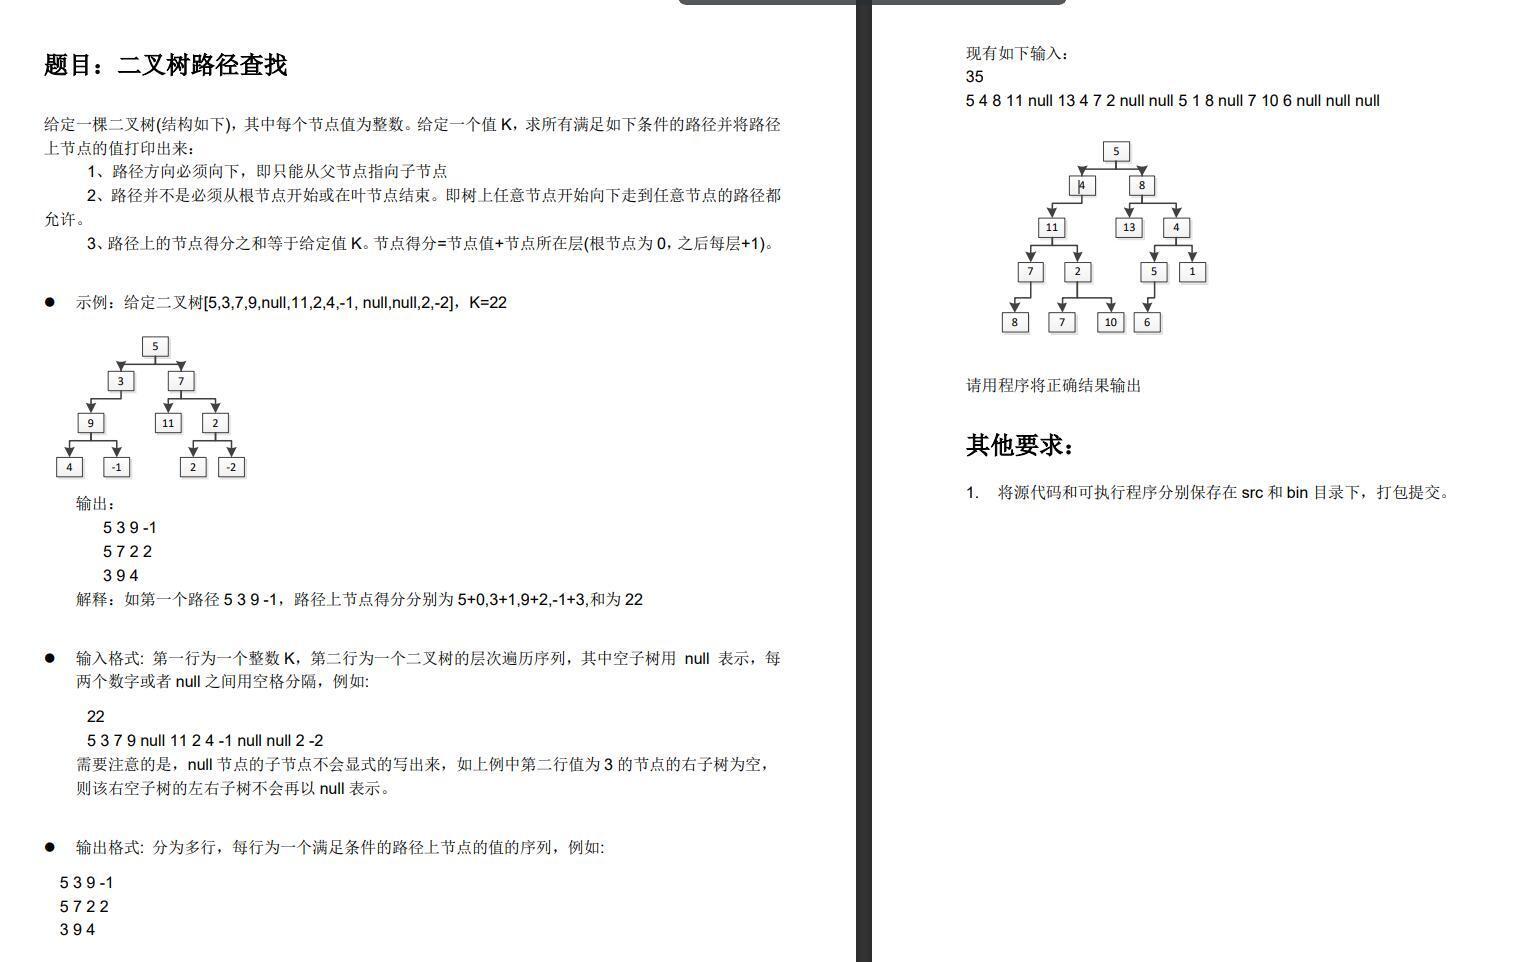 题目：二叉树路径查找
给定一棵二叉树(结构如下)，其中每个节点值为整数。给定一个值 K，求所有满足如下条件的路径并将路径
上节点的值打印出来：
1、路径方向必须向下，即只能从父节点指向子节点
2、路径并不是必须从根节点开始或在叶节点结束。即树上任意节点开始向下走到任意节点的路径都
允许。
3、路径上的节点得分之和等于给定值 K。节点得分=节点值+节点所在层(根节点为 0，之后每层+1)。
● 示例：给定二叉树[5,3,7,9,null,11,2,4,-1, null,null,2,-2]，K=22
5
3 7
9 11 2
4 -1 2 -2
输出：
5 3 9 -1
5 7 2 2
3 9 4
解释：如第一个路径 5 3 9 -1，路径上节点得分分别为 5+0,3+1,9+2,-1+3,和为 22
● 输入格式: 第一行为一个整数 K，第二行为一个二叉树的层次遍历序列，其中空子树用 null 表示，每
两个数字或者 null 之间用空格分隔，例如:
22
5 3 7 9 null 11 2 4 -1 null null 2 -2
需要注意的是，null 节点的子节点不会显式的写出来，如上例中第二行值为 3 的节点的右子树为空，
则该右空子树的左右子树不会再以 null 表示。
● 输出格式: 分为多行，每行为一个满足条件的路径上节点的值的序列，例如:
5 3 9 -1
5 7 2 2
3 9 4
现有如下输入：
35
5 4 8 11 null 13 4 7 2 null null 5 1 8 null 7 10 6 null null null
5
4 8
11 13 4
7 2 5 1
8 7 10 6
请用程序将正确结果输出
其他要求：
1. 将源代码和可执行程序分别保存在 src 和 bin 目录下，打包提交。